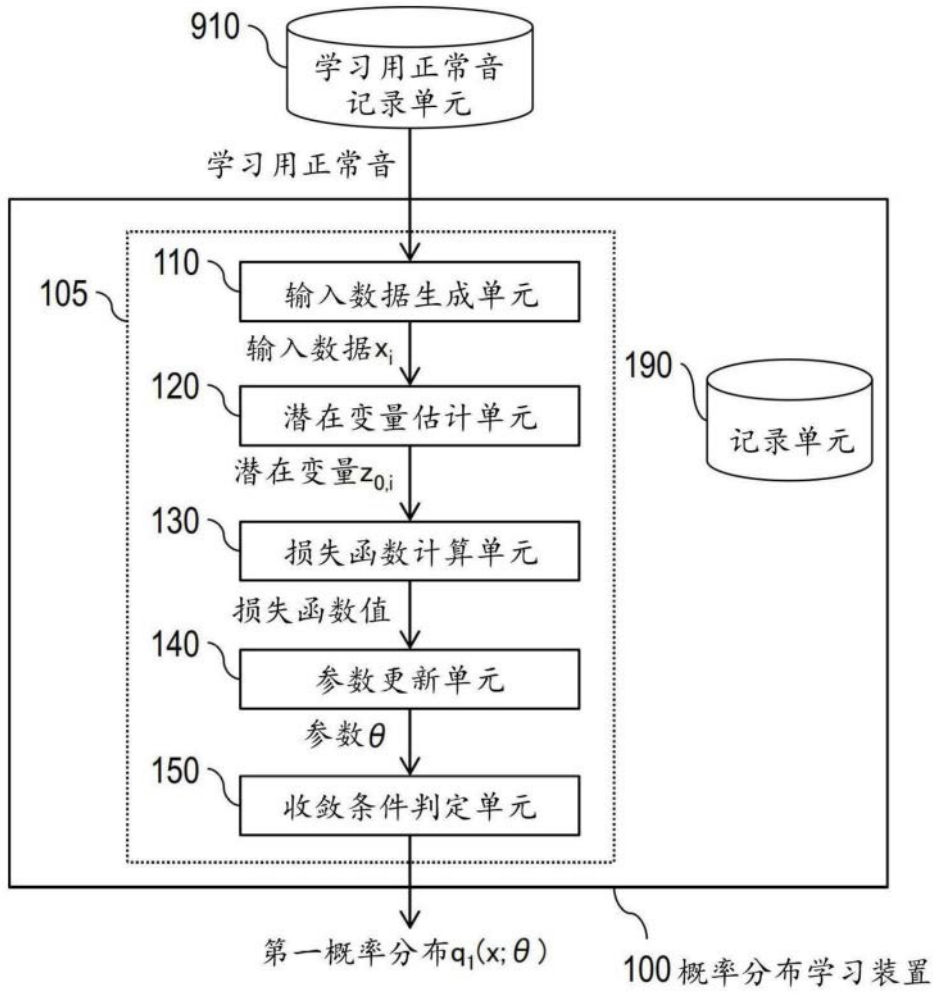 910
学习用正常音
记录单元
学习用正常音
105
110
输入数据生成单元
输入数据xᵢ
190
记录单元
120
潜在变量估计单元
潜在变量z₀,ᵢ
130
损失函数计算单元
损失函数值
140
参数更新单元
参数θ
150
收敛条件判定单元
第一概率分布q₁(x;θ)
100概率分布学习装置